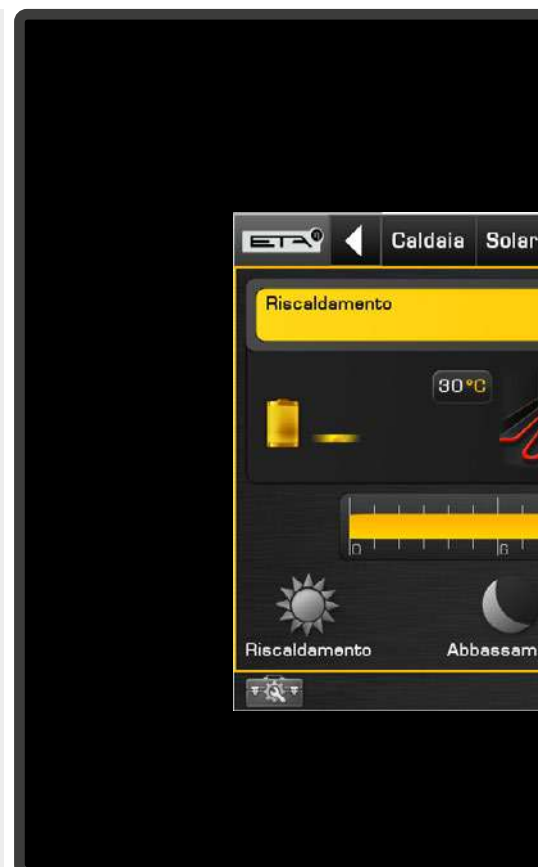 ETA® Caldaia Solar
Riscaldamento
30°C
0 6
Riscaldamento Abbassam